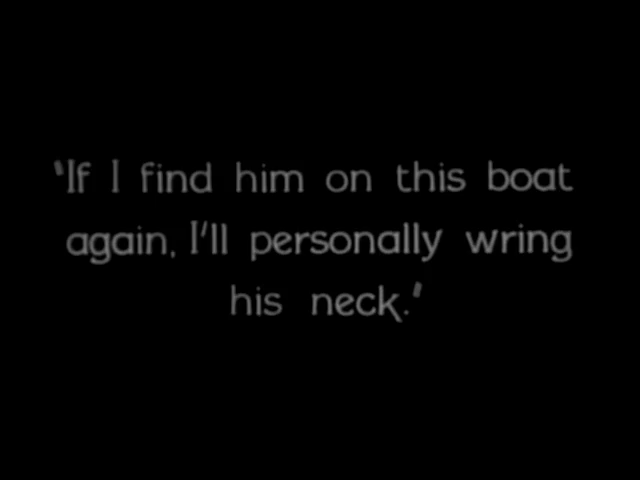 'If I find him on this boat
again, I'll personally wring
his neck.'